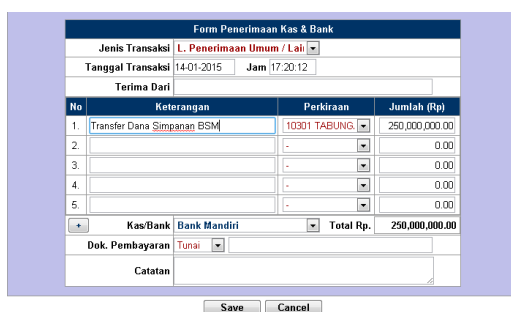 Form Penerimaan Kas & Bank
Jenis Transaksi L. Penerimaan Umum / Lai
Tanggal Transaksi 14-01-2015 Jam 17:20:12
Terima Dari
No Keterangan Perkiraan Jumlah (Rp)
1. Transfer Dana Simpanan BSM 10301 TABUNG. 250,000,000.00
2. - 0.00
3. - 0.00
4. - 0.00
5. - 0.00
+ Kas/Bank Bank Mandiri Total Rp. 250,000,000.00
Dok. Pembayaran Tunai
Catatan
Save Cancel